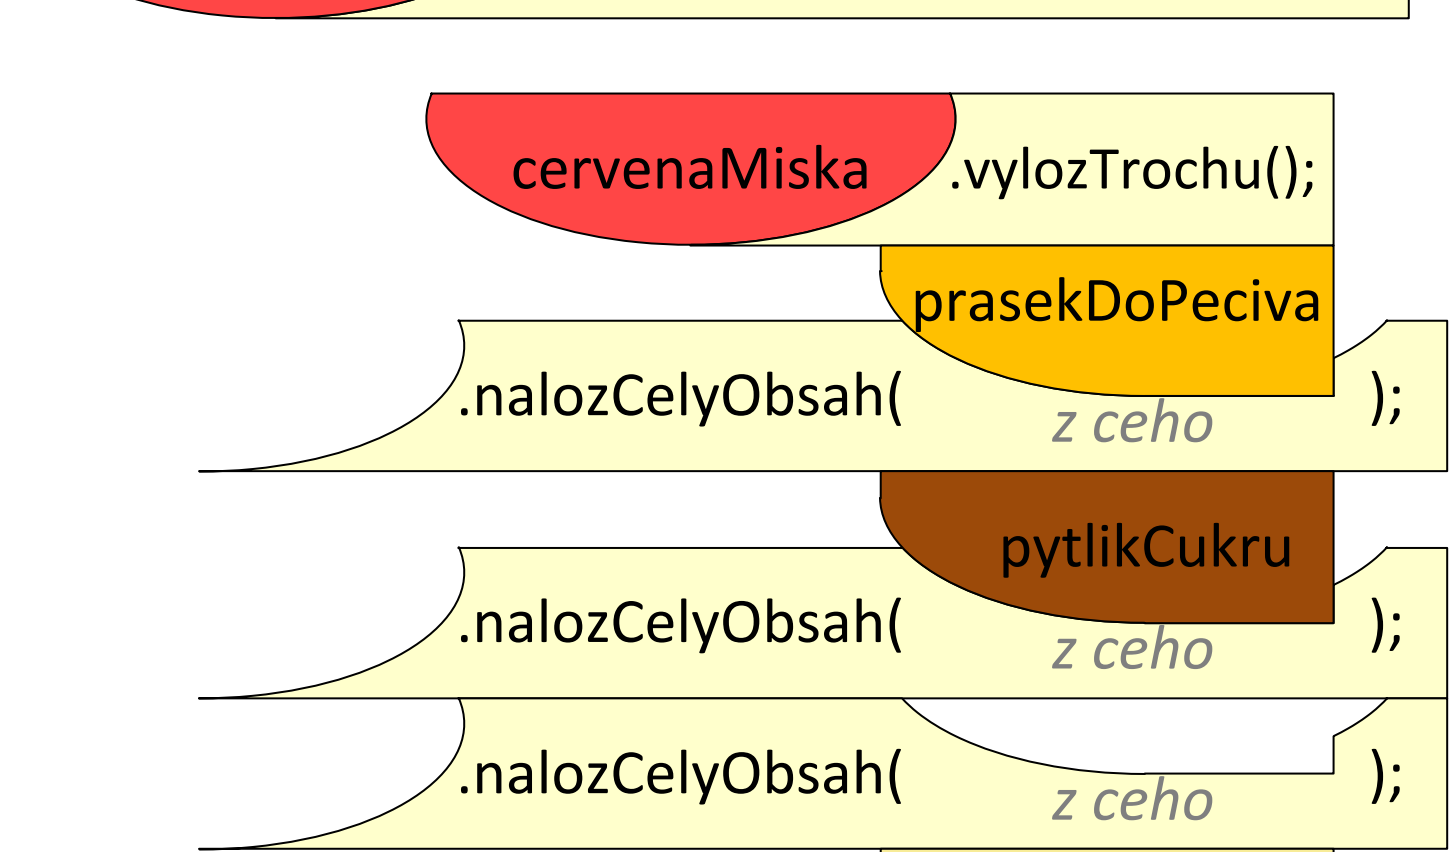 cervenaMiska .vylozTrochu();
prasekDoPeciva
.nalozCelyObsah( );
z ceho
pytlikCukru
.nalozCelyObsah( );
z ceho
.nalozCelyObsah( );
z ceho